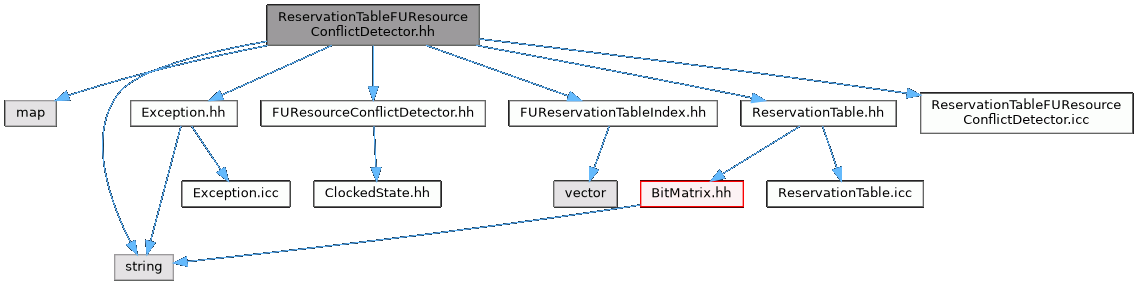 ReservationTableFUResource
ConflictDetector.hh
map
Exception.hh
FUResourceConflictDetector.hh
FUReservationTableIndex.hh
ReservationTable.hh
ReservationTableFUResource
ConflictDetector.icc
Exception.icc
ClockedState.hh
vector
BitMatrix.hh
ReservationTable.icc
string